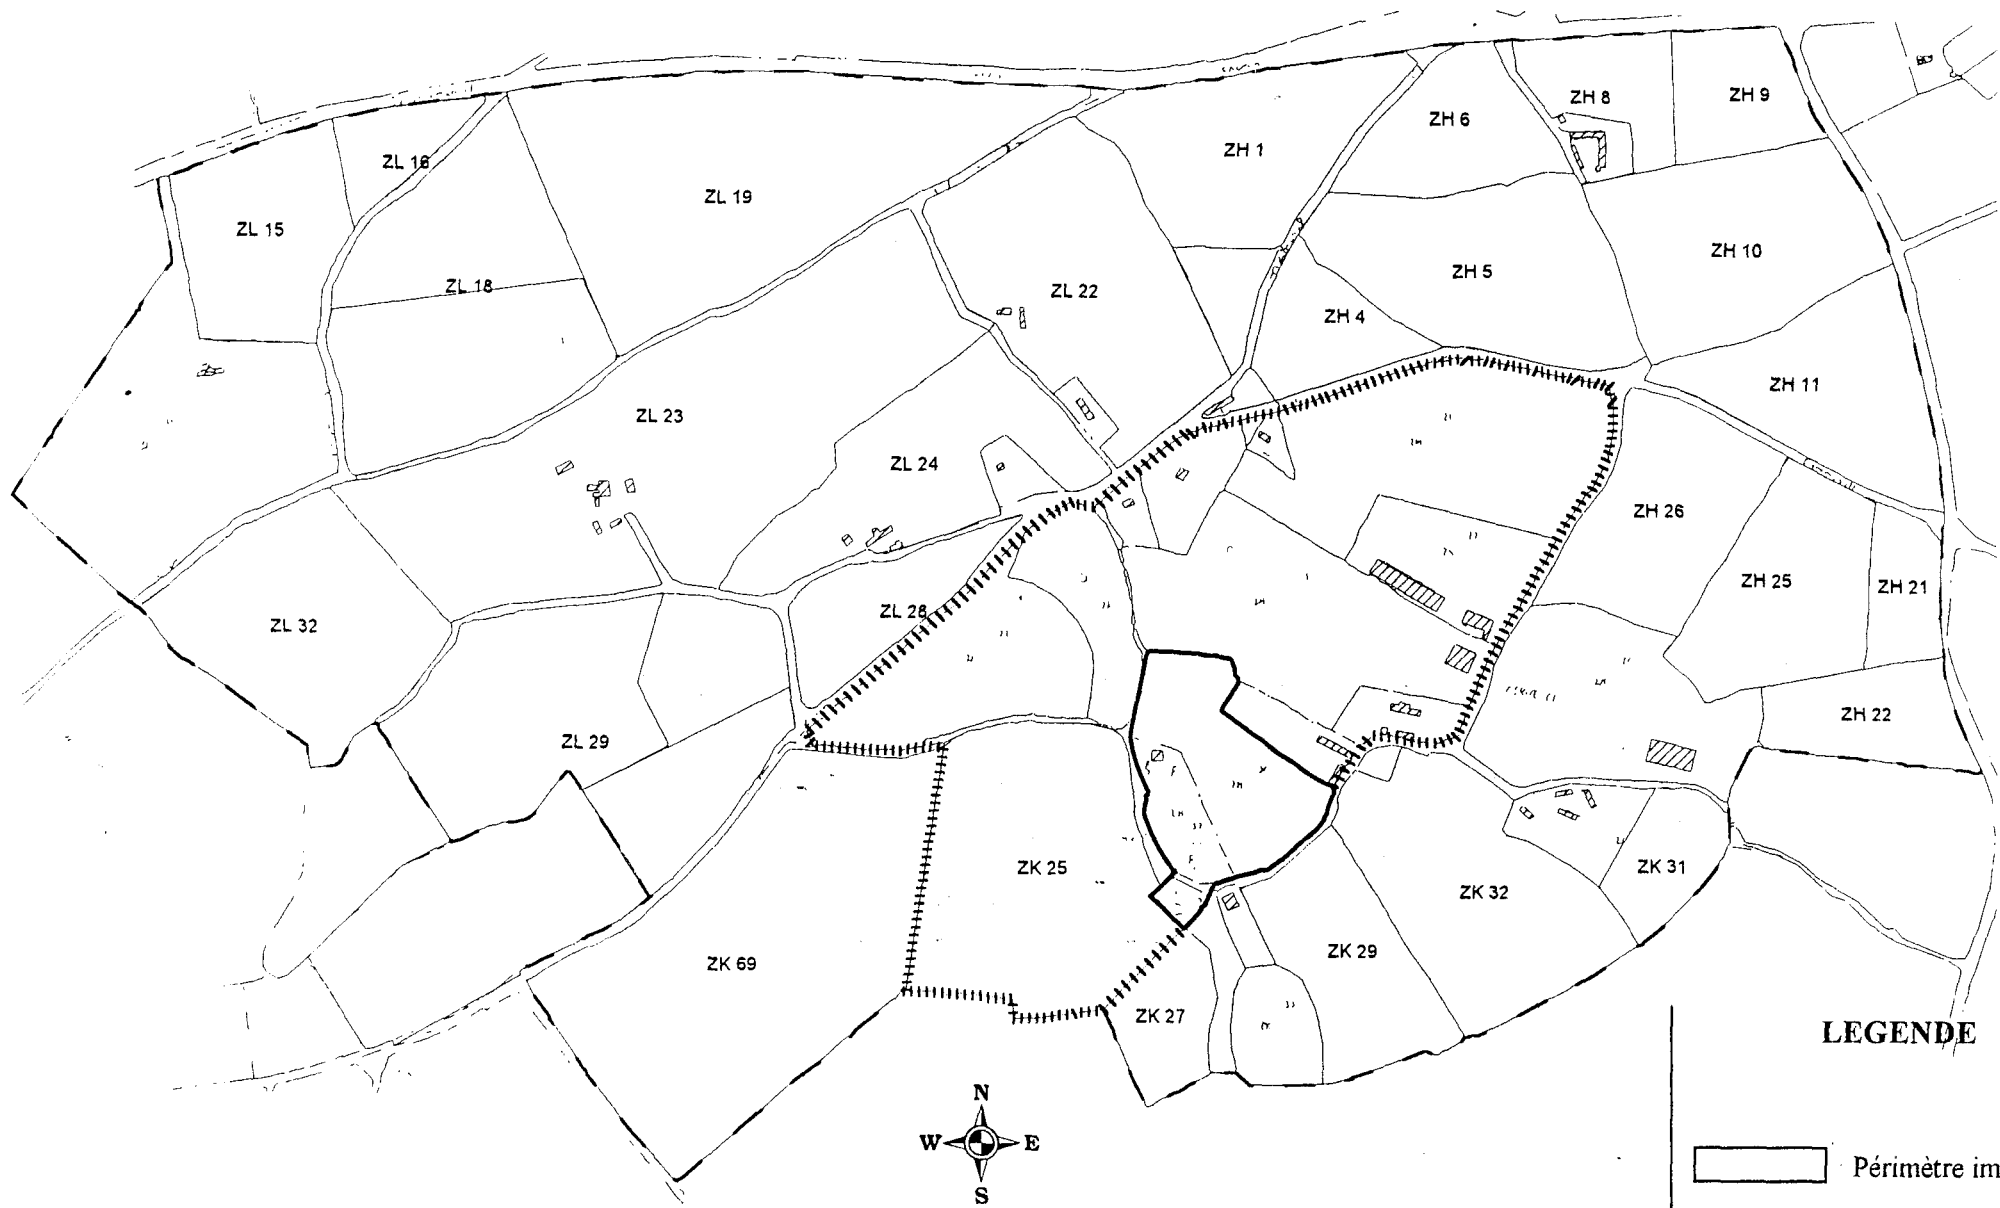 ZH 8
ZH 9
ZH 6
ZH 1
ZL 16
ZL 19
ZL 15
ZH 10
ZH 5
ZL 18
ZL 22
ZH 4
ZH 11
ZL 23
ZL 24
ZH 26
ZH 25
ZH 21
ZL 32
ZL 28
ZH 22
ZL 29
ZK 25
ZK 31
ZK 32
ZK 69
ZK 29
ZK 27
LEGENDE
N
W E
S
Périmètre im